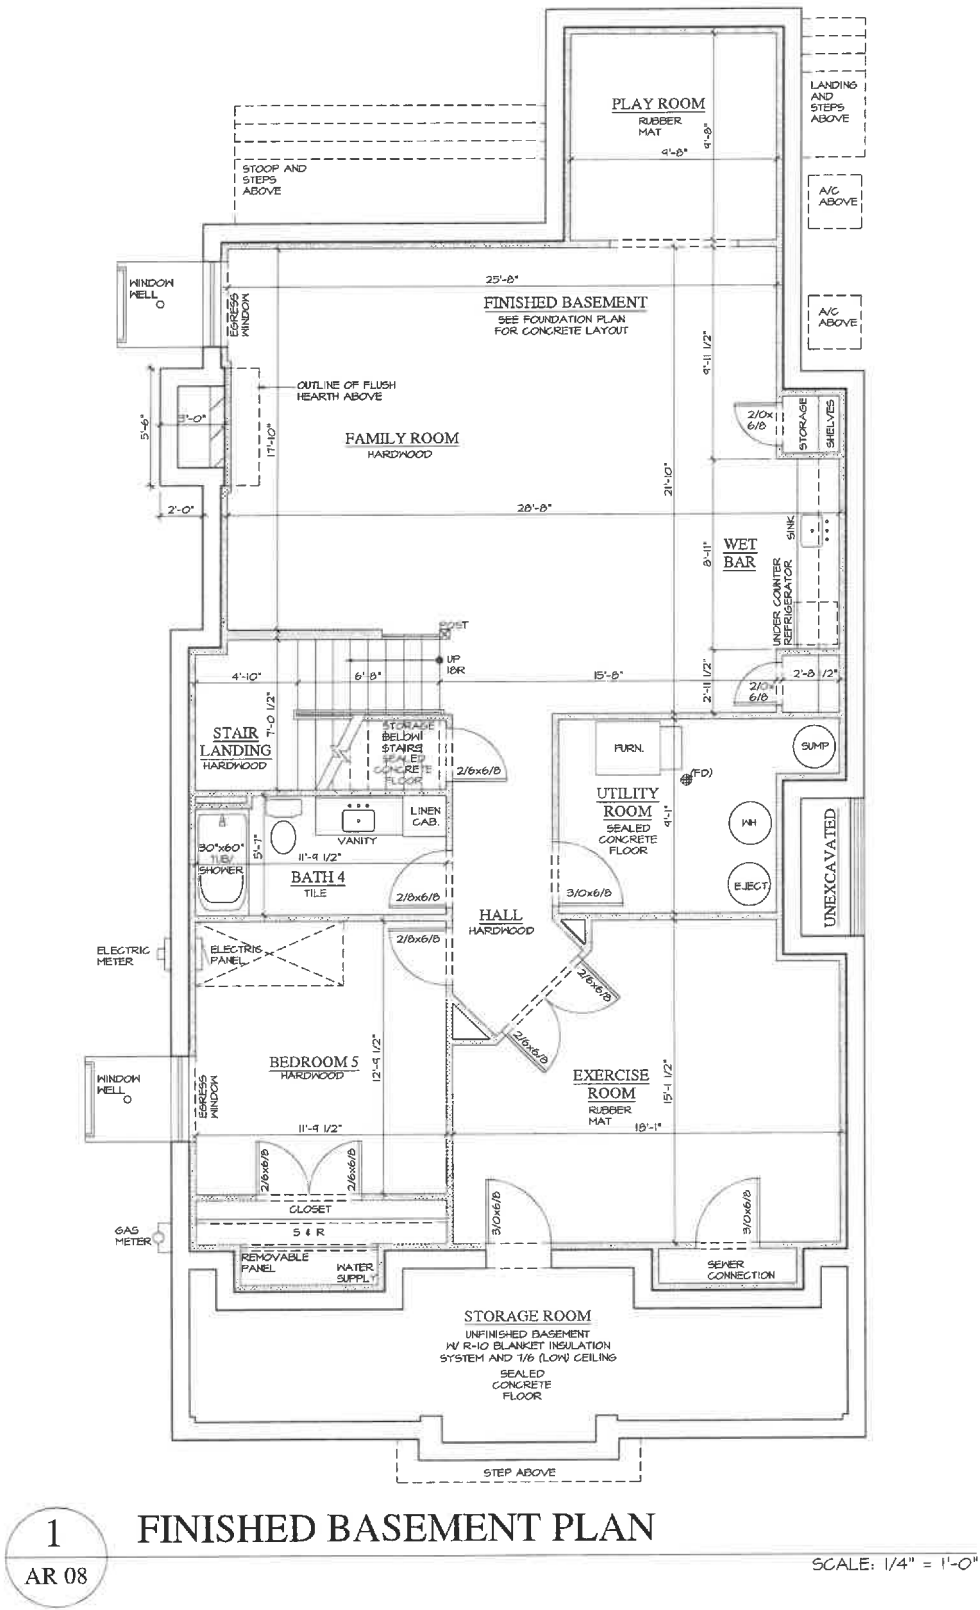 LANDING
AND
STEPS
ABOVE
PLAY ROOM
RUBBER
MAT
9'-8"
9'-8"
STOOP AND
STEPS
ABOVE
A/C
ABOVE
WINDOW
WELL
EGRESS
WINDOW
25'-8"
FINISHED BASEMENT
SEE FOUNDATION PLAN
FOR CONCRETE LAYOUT
A/C
ABOVE
9'-11 1/2"
OUTLINE OF FLUSH
HEARTH ABOVE
5'-6"
3'-0"
17'-10"
FAMILY ROOM
HARDWOOD
2/0x
6/8
STORAGE
SHELVES
21'-10"
2'-0"
28'-8"
8'-11"
WET
BAR
SINK
UNDER COUNTER
REFRIGERATOR
POST
UP
18R
4'-10"
6'-8"
15'-8"
2'-11 1/2"
2/0x
6/8
2'-8 1/2"
7'-0 1/2"
STAIR
LANDING
HARDWOOD
STORAGE
BELOW
STAIRS
SEALED
CONCRETE
FLOOR
2/6x6/8
FURN.
SUMP
(FD)
UTILITY
ROOM
SEALED
CONCRETE
FLOOR
9'-1"
WH
EJECT
UNEXCAVATED
LINEN
CAB.
VANITY
30"x60"
TUB/
SHOWER
5'-7"
11'-9 1/2"
BATH 4
TILE
2/8x6/8
3/0x6/8
HALL
HARDWOOD
2/8x6/8
ELECTRIC
METER
ELECTRIC
PANEL
2/6x6/8
2/6x6/8
BEDROOM 5
HARDWOOD
12'-9 1/2"
EXERCISE
ROOM
RUBBER
MAT
15'-1 1/2"
WINDOW
WELL
EGRESS
WINDOW
11'-9 1/2"
18'-1"
2/6x6/8
2/6x6/8
3/0x6/8
3/0x6/8
CLOSET
S & R
GAS
METER
REMOVABLE
PANEL
WATER
SUPPLY
SEWER
CONNECTION
STORAGE ROOM
UNFINISHED BASEMENT
W/ R-10 BLANKET INSULATION
SYSTEM AND 7/6 (LOW) CEILING
SEALED
CONCRETE
FLOOR
STEP ABOVE
1
AR 08
FINISHED BASEMENT PLAN
SCALE: 1/4" = 1'-0"